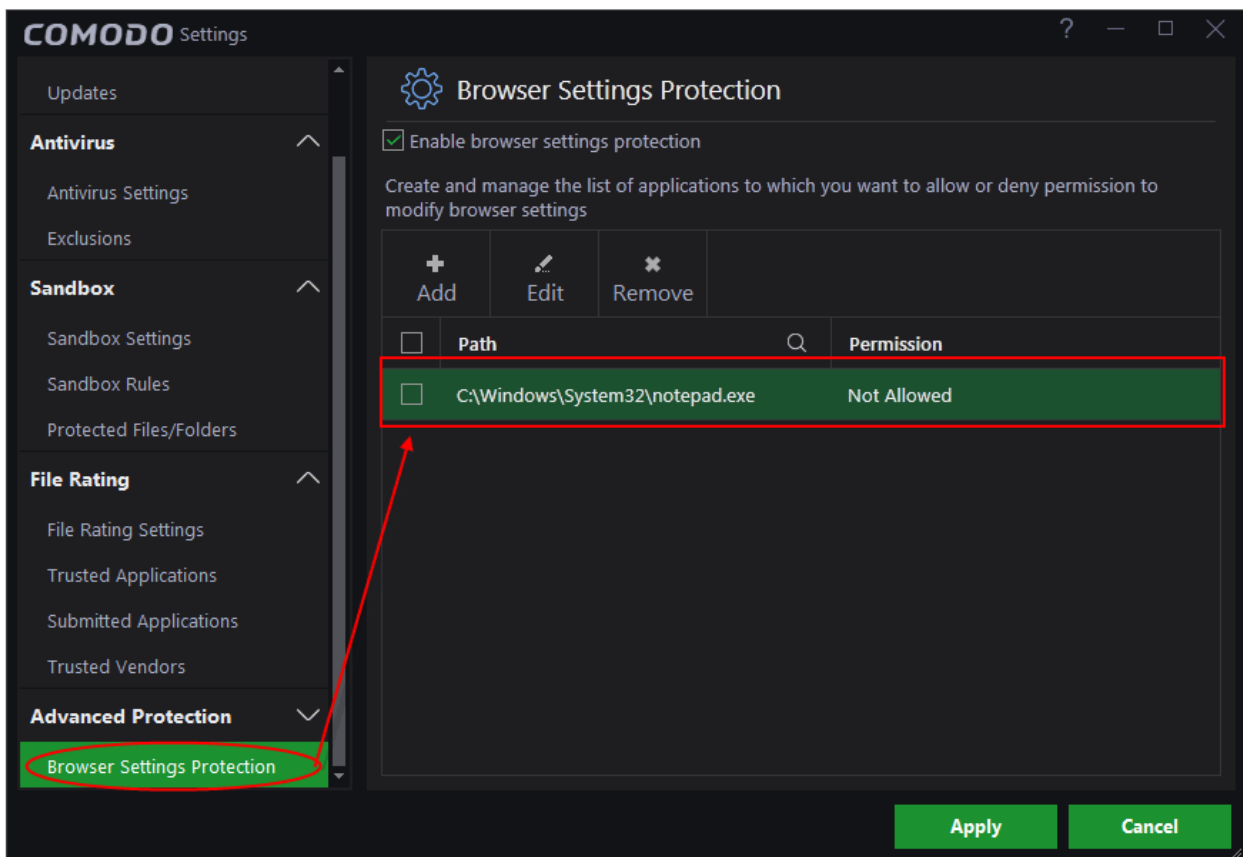 COMODO Settings
?
Updates
Antivirus
Antivirus Settings
Exclusions
Sandbox
Sandbox Settings
Sandbox Rules
Protected Files/Folders
File Rating
File Rating Settings
Trusted Applications
Submitted Applications
Trusted Vendors
Advanced Protection
Browser Settings Protection
Browser Settings Protection
Enable browser settings protection
Create and manage the list of applications to which you want to allow or deny permission to
modify browser settings
Add Edit Remove
Path Permission
C:\Windows\System32\notepad.exe Not Allowed
Apply Cancel